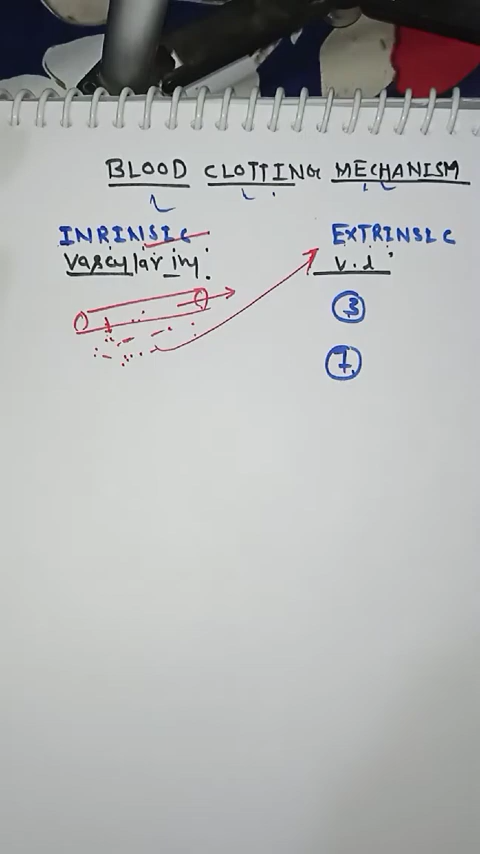 BLOOD CLOTTING MECHANISM
INRINSIC
Vascular inj.
EXTRINSIC
V.d
3
7